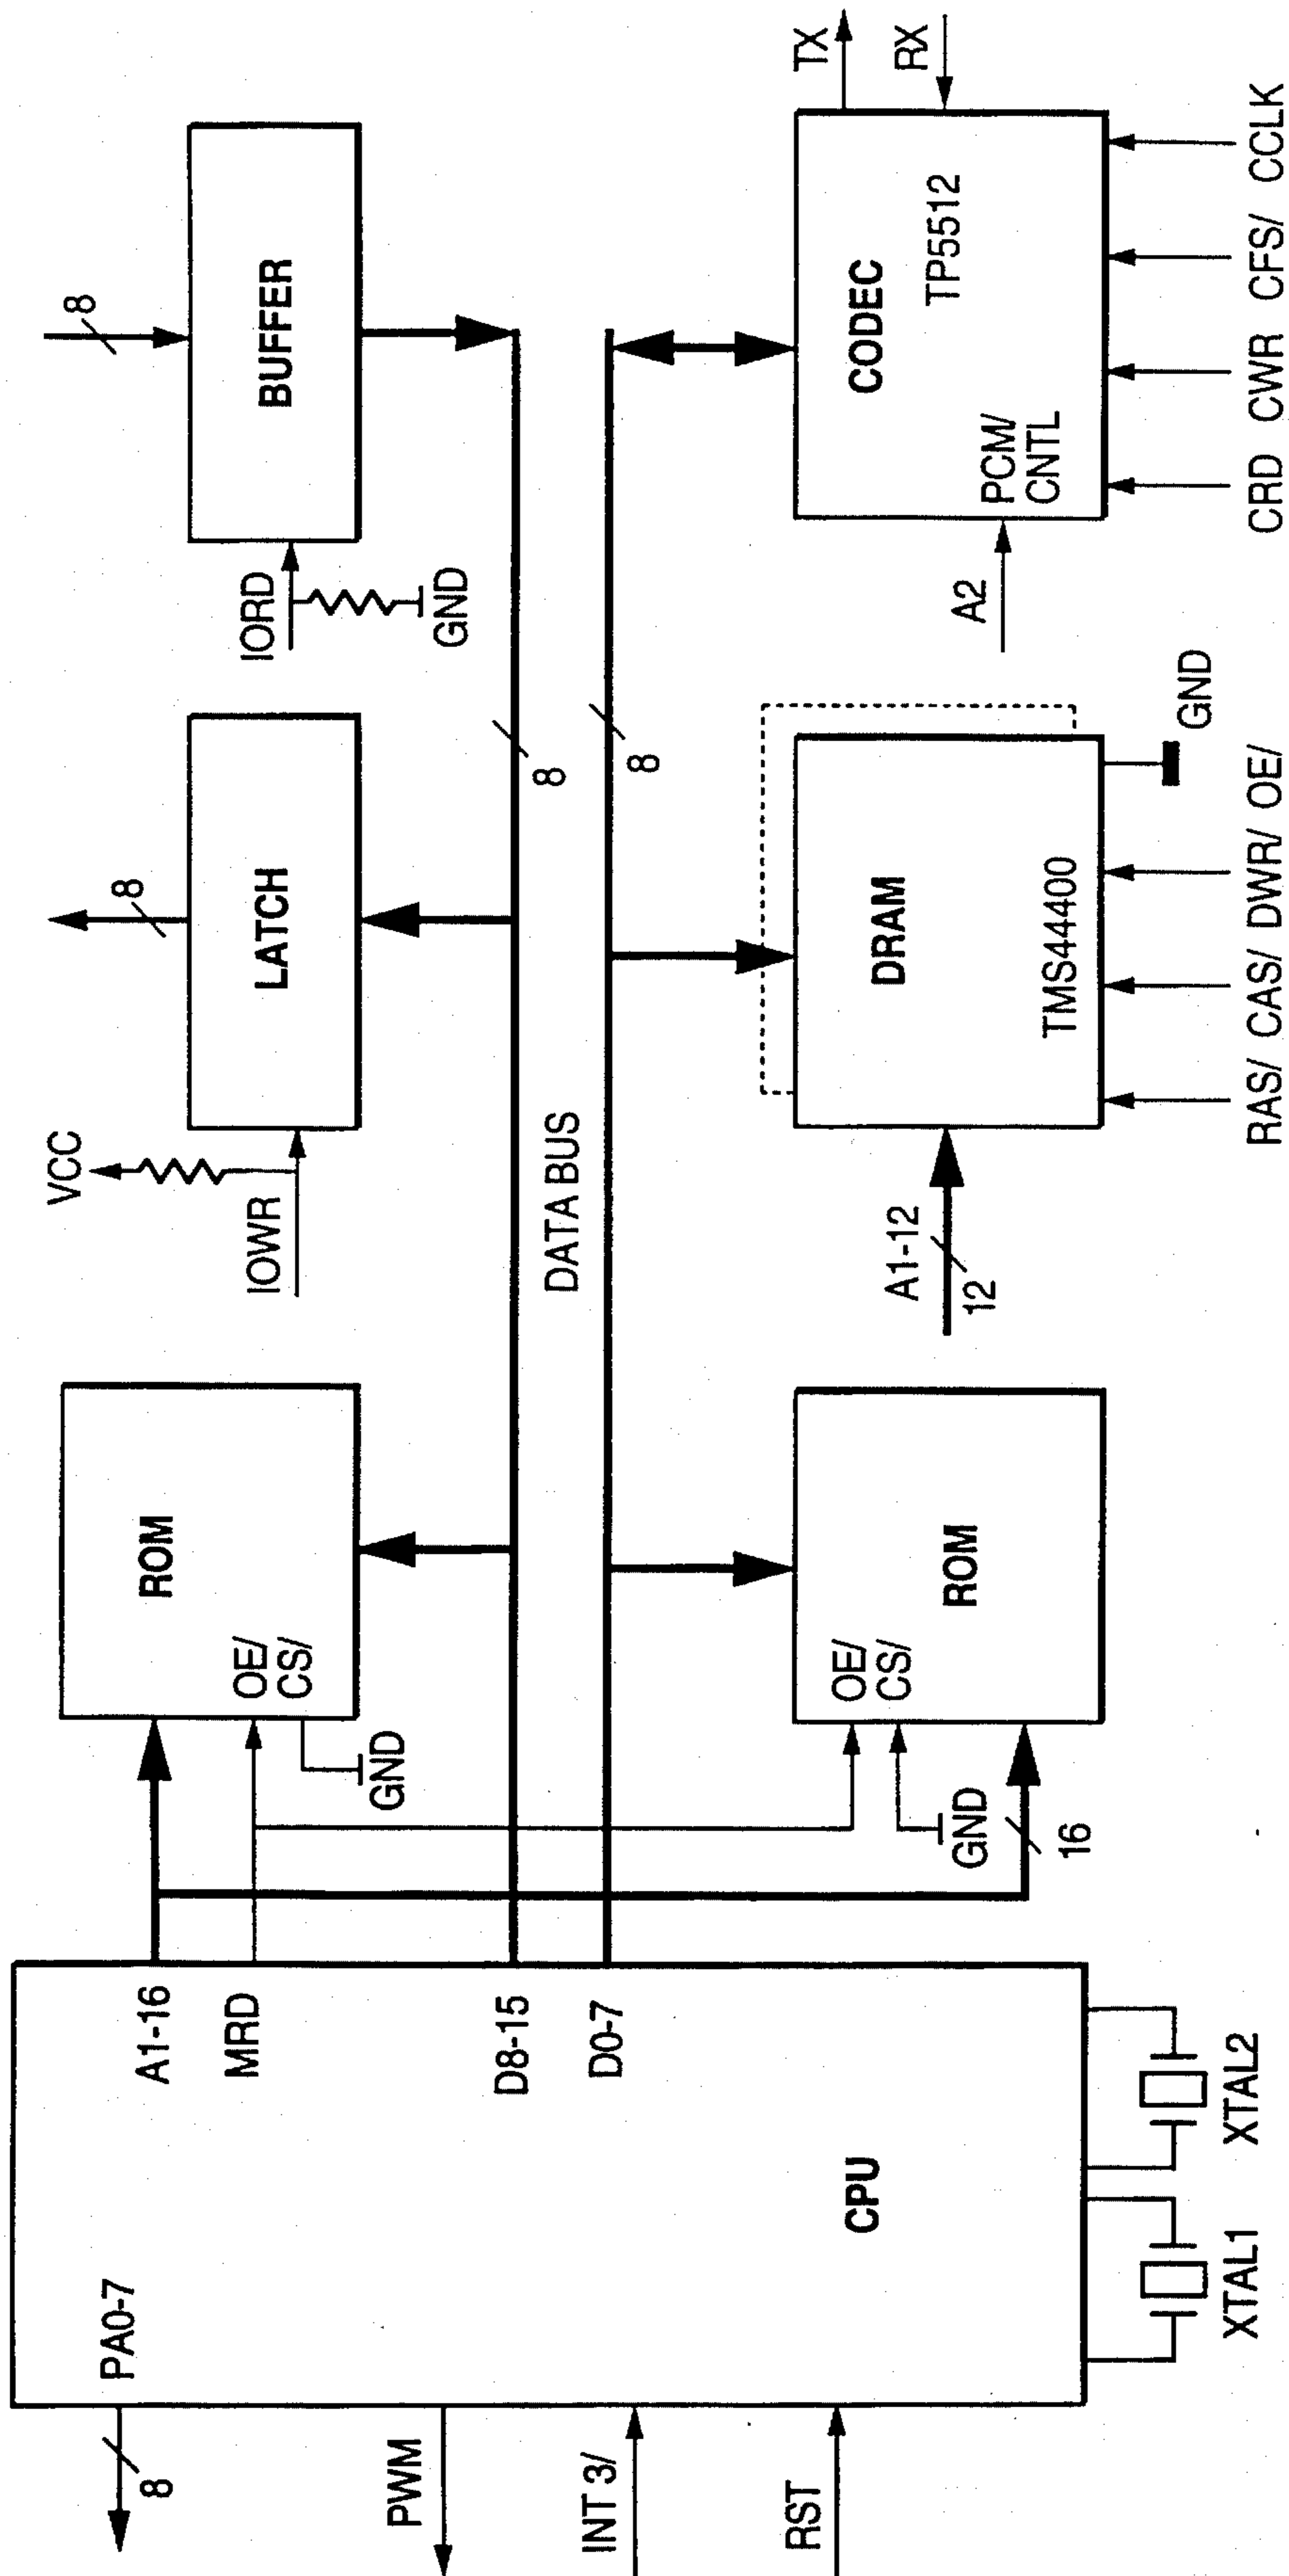 PA0-7
8
PWM
INT 3/
RST
A1-16
MRD
D8-15
D0-7
CPU
XTAL1
XTAL2
ROM
OE/
CS/
GND
ROM
OE/
CS/
GND
16
VCC
IOWR
LATCH
8
IORD
GND
BUFFER
8
DATA BUS
8
8
A1-12
12
DRAM
TMS44400
GND
RAS/ CAS/ DWR/ OE/
A2
PCM/
CNTL
CODEC
TP5512
TX
RX
CRD CWR CFS/ CCLK